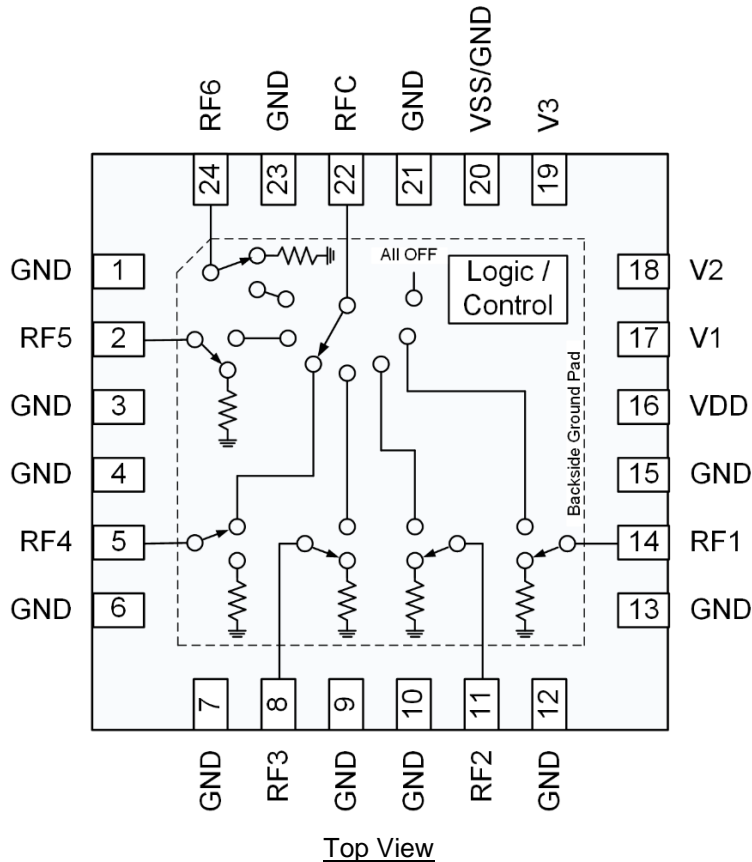 RF6
GND
RFC
GND
VSS/GND
V3
24
23
22
21
20
19
GND 1
RF5 2
GND 3
GND 4
RF4 5
GND 6
All OFF
Logic /
Control
Backside Ground Pad
18 V2
17 V1
16 VDD
15 GND
14 RF1
13 GND
7
8
9
10
11
12
GND
RF3
GND
GND
RF2
GND
Top View